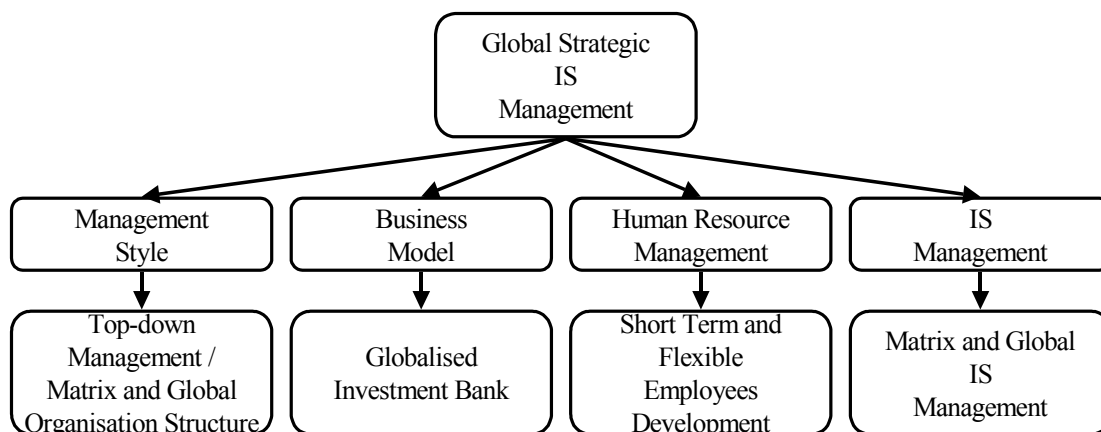 Global Strategic
IS
Management
Management
Style
Business
Model
Human Resource
Management
IS
Management
Top-down
Management /
Matrix and Global
Organisation Structure
Globalised
Investment Bank
Short Term and
Flexible
Employees
Development
Matrix and Global
IS
Management